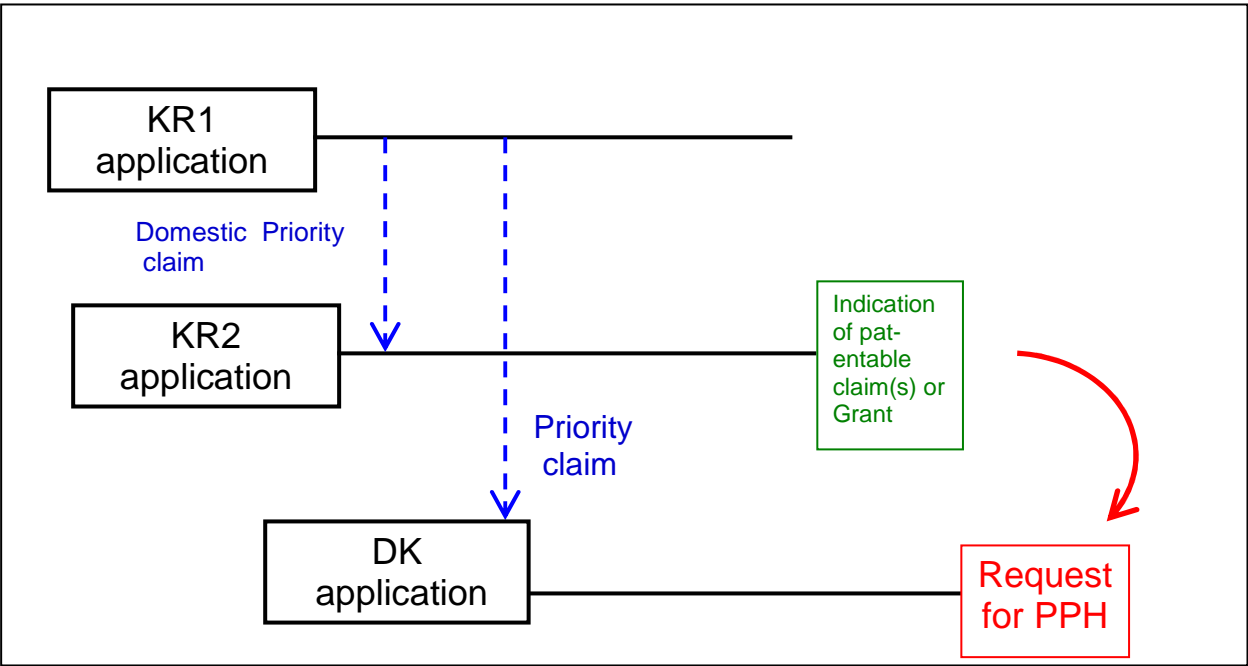 KR1
application
Domestic Priority
claim
KR2
application
Indication
of pat-
entable
claim(s) or
Grant
Priority
claim
DK
application
Request
for PPH